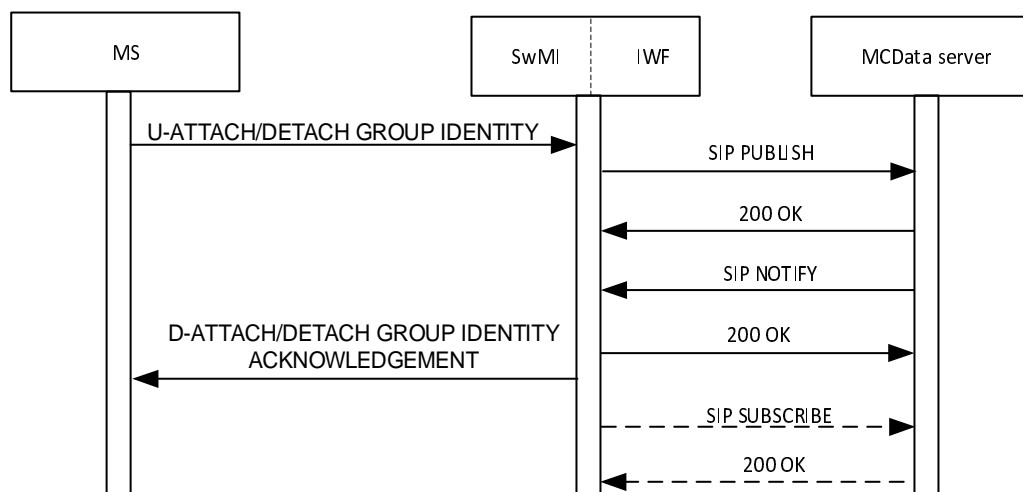 MS
SwMI
IWF
MCData server
U-ATTACH/DETACH GROUP IDENTITY
SIP PUBLISH
200 OK
SIP NOTIFY
D-ATTACH/DETACH GROUP IDENTITY
ACKNOWLEDGEMENT
200 OK
SIP SUBSCRIBE
200 OK